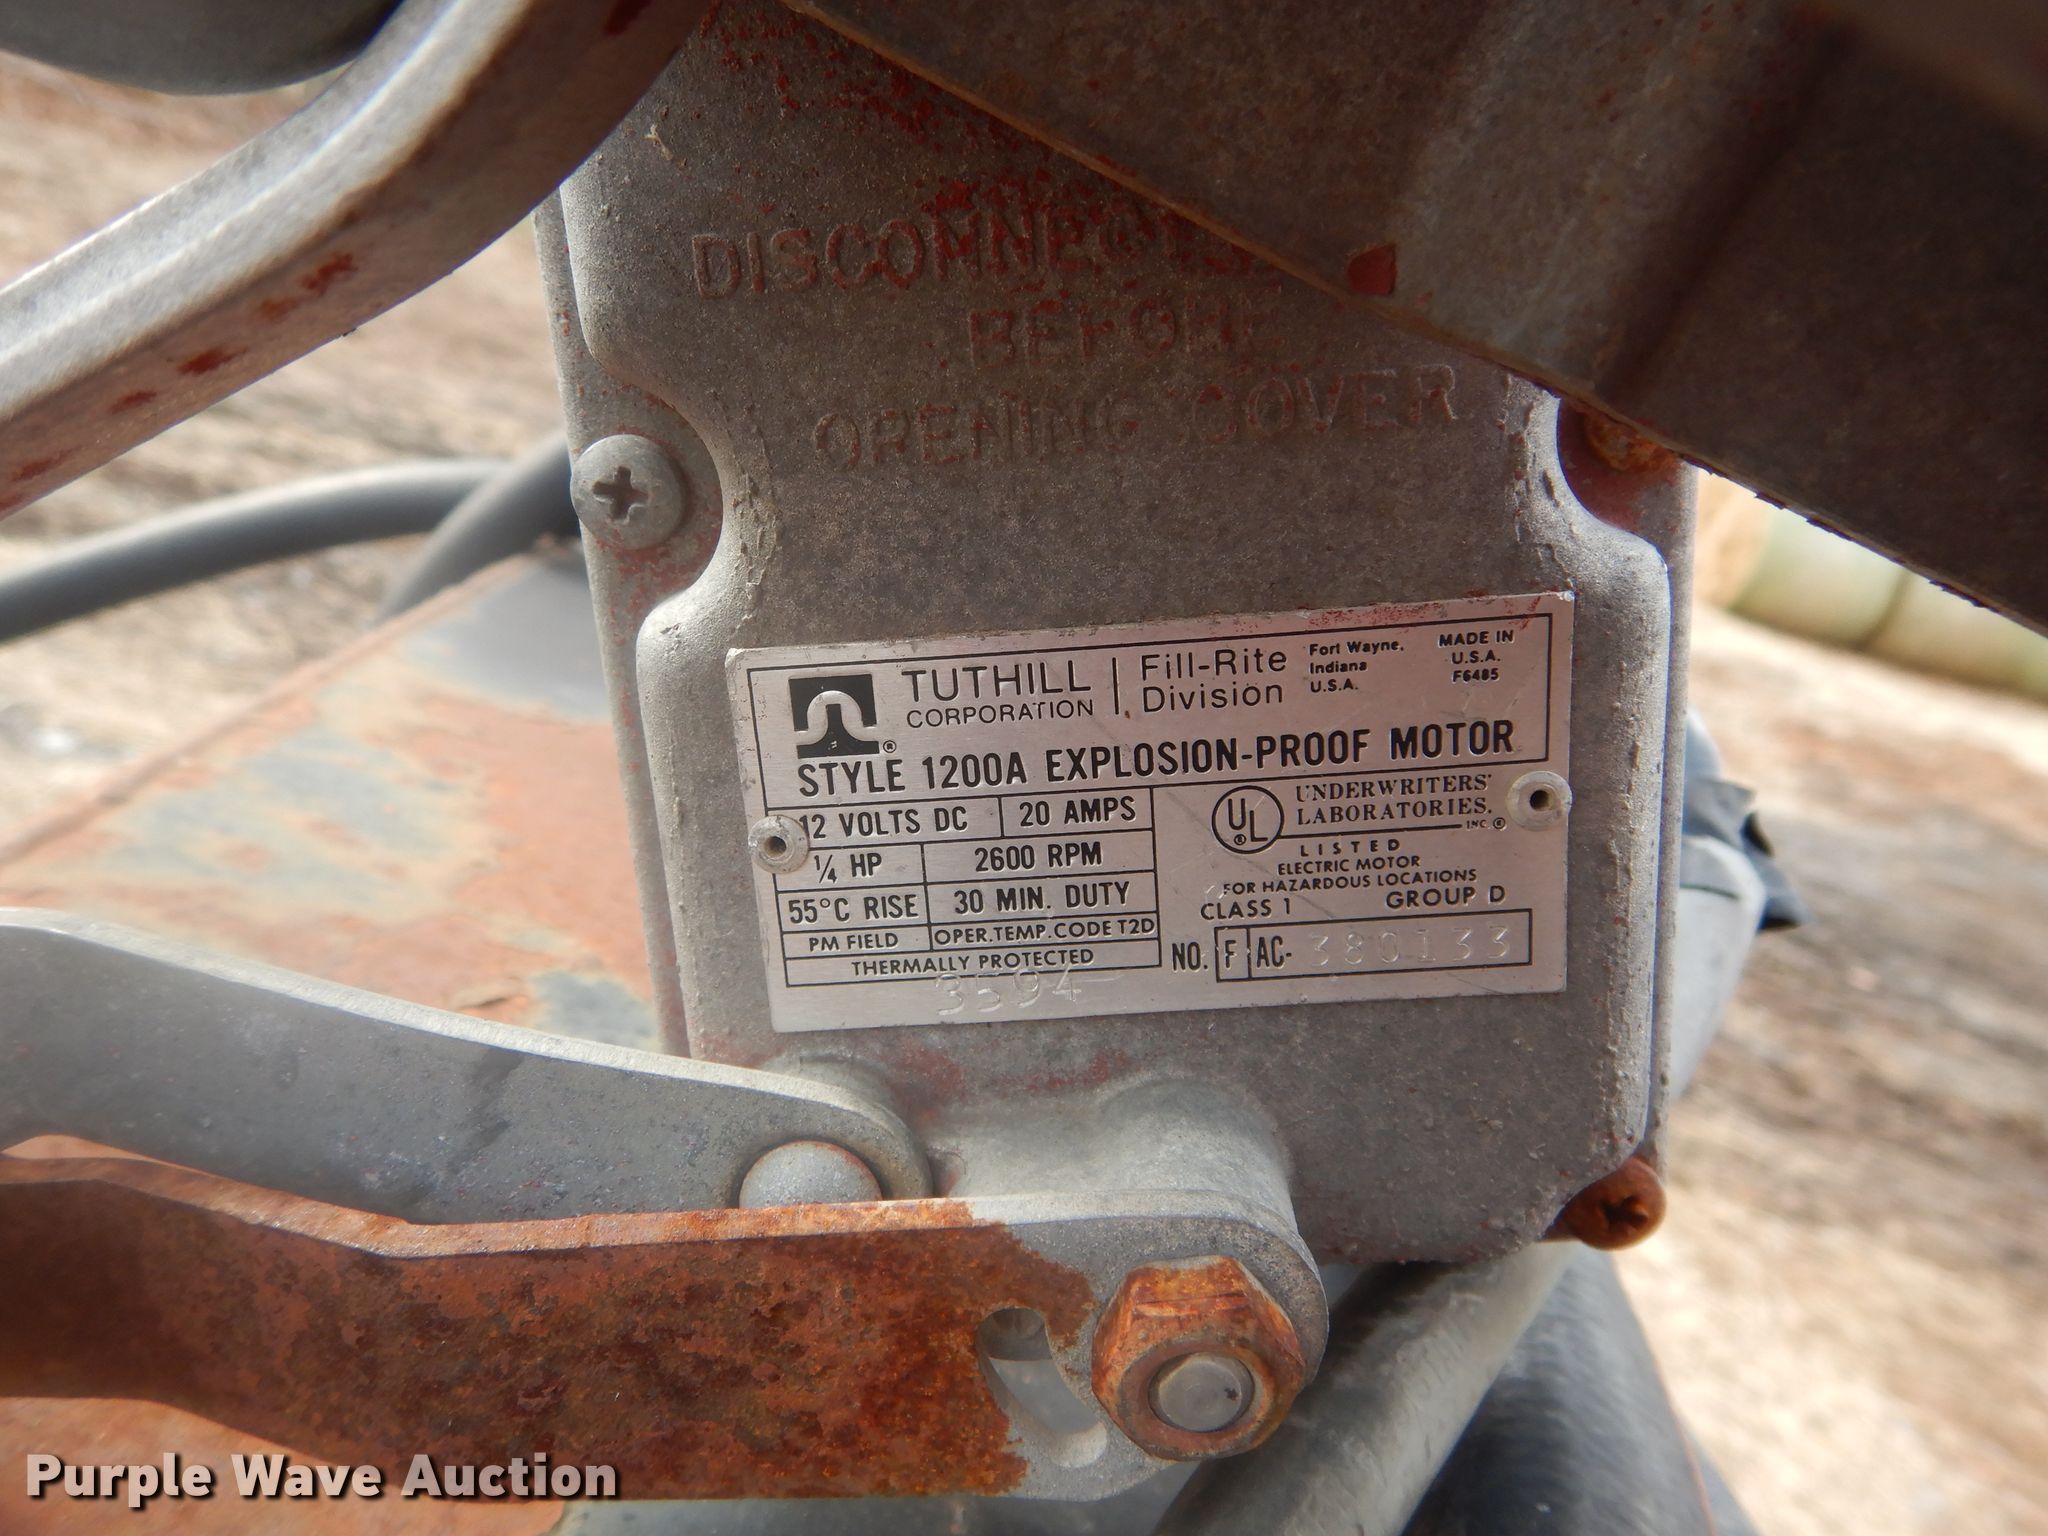 DISCONNECT
BEFORE
OPENING COVER
TUTHILL
CORPORATION
Fill-Rite
Division
Fort Wayne,
Indiana
U.S.A.
MADE IN
U.S.A.
F6485
®
STYLE 1200A EXPLOSION-PROOF MOTOR
12 VOLTS DC
20 AMPS
1/4 HP
2600 RPM
55°C RISE
30 MIN. DUTY
PM FIELD
OPER.TEMP.CODE T2D
THERMALLY PROTECTED
3594
UL
®
UNDERWRITERS'
LABORATORIES,
INC. ®
LISTED
ELECTRIC MOTOR
FOR HAZARDOUS LOCATIONS
CLASS 1 GROUP D
NO. F AC- 380133
Purple Wave Auction